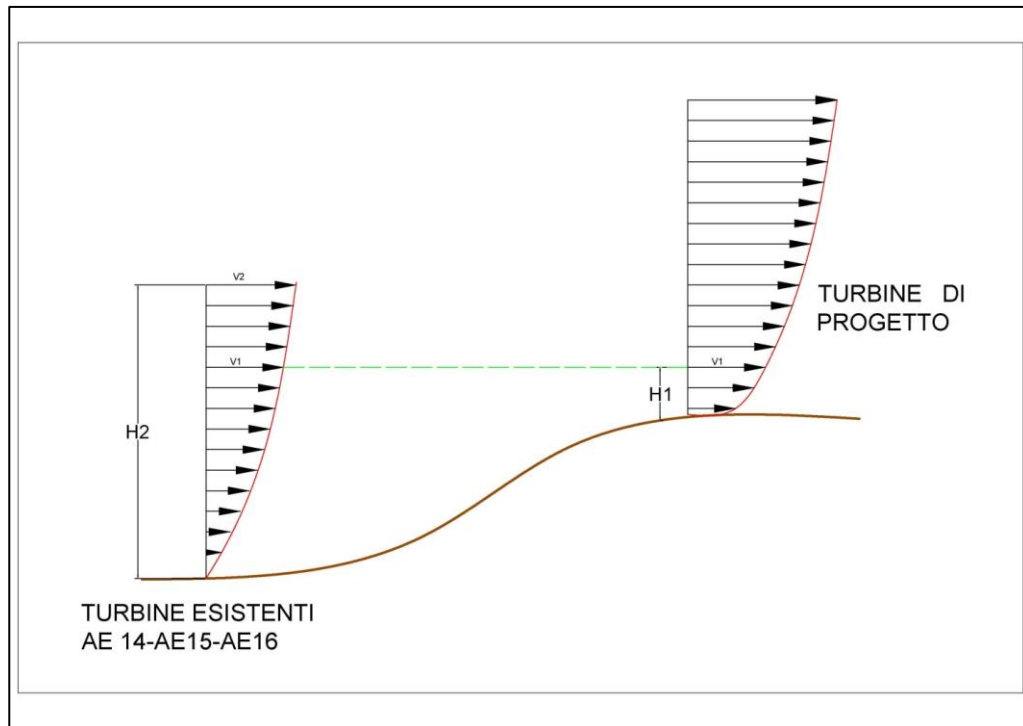 V2
TURBINE DI
PROGETTO
V1
V1
H1
H2
TURBINE ESISTENTI
AE 14-AE15-AE16